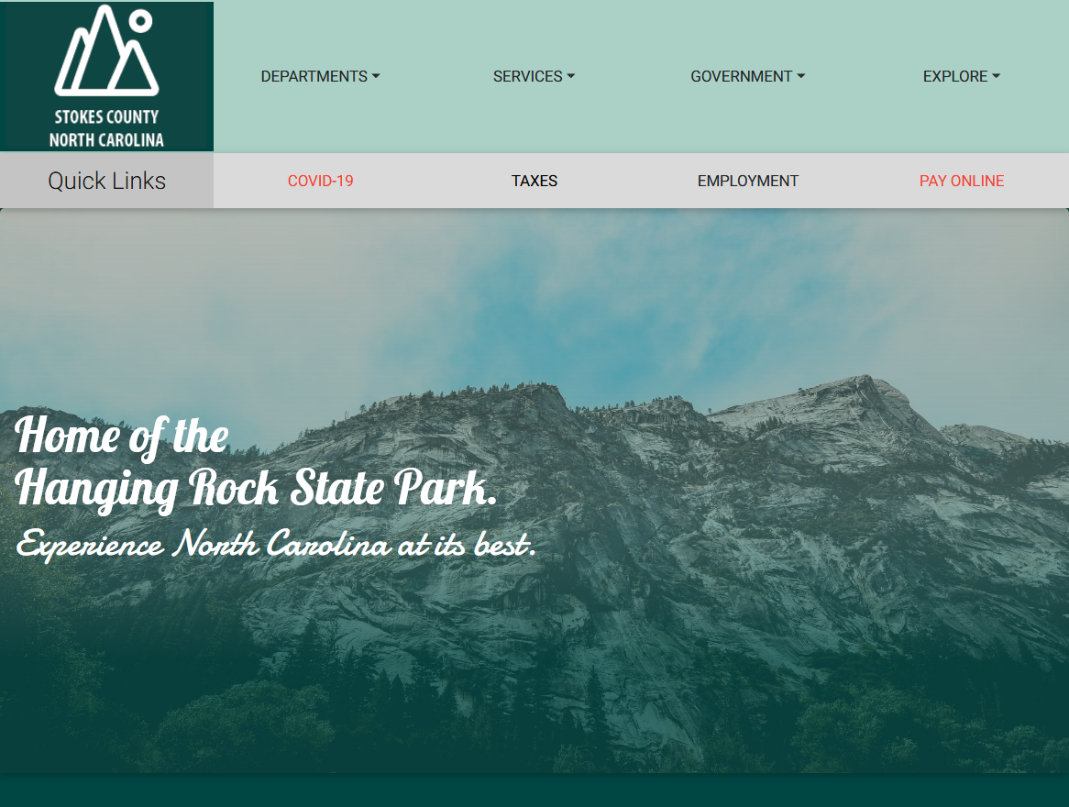 STOKES COUNTY
NORTH CAROLINA
DEPARTMENTS
SERVICES
GOVERNMENT
EXPLORE
Quick Links
COVID-19
TAXES
EMPLOYMENT
PAY ONLINE
Home of the
Hanging Rock State Park.
Experience North Carolina at its best.